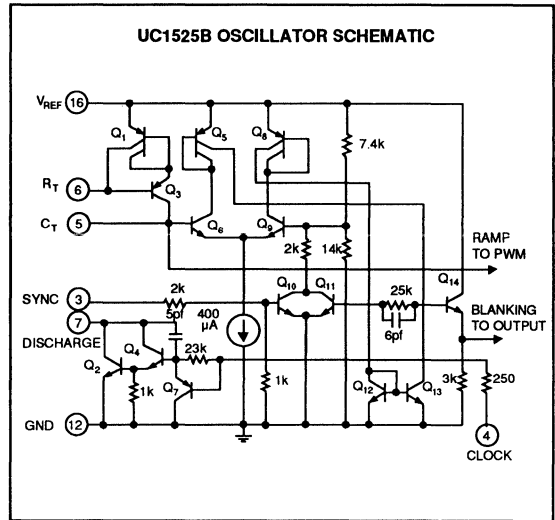 UC1525B OSCILLATOR SCHEMATIC
VREF 16
Q1
Q5
Q8
7.4k
RT 6
Q3
CT 5
Q6
Q9
2k
14k
RAMP
TO PWM
Q10
Q11
25k
Q14
SYNC 3
2k
5pf
400
µA
6pf
BLANKING
TO OUTPUT
7
DISCHARGE
Q4
23k
Q2
1k
Q7
1k
Q12
Q13
3k
250
GND 12
4
CLOCK